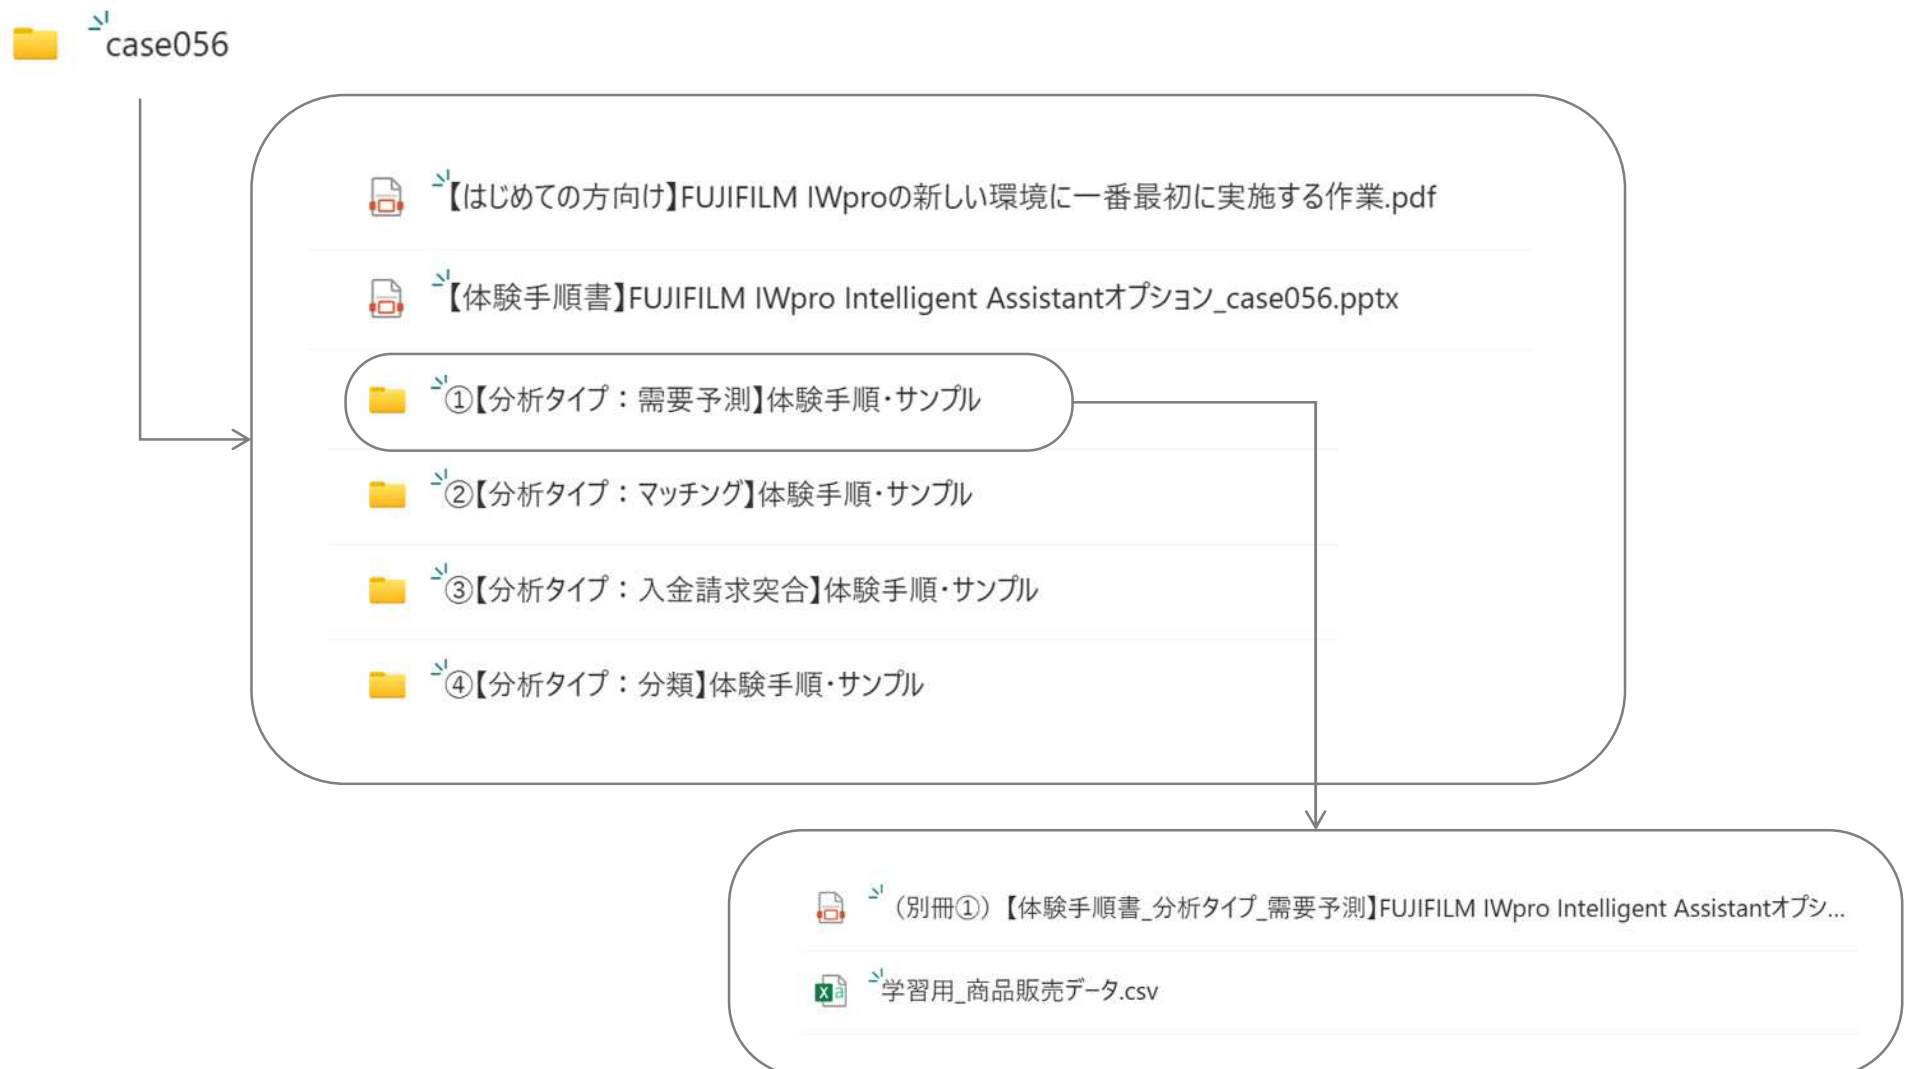 case056
【はじめての方向け】FUJIFILM IWproの新しい環境に一番最初に実施する作業.pdf
【体験手順書】FUJIFILM IWpro Intelligent Assistantオプション_case056.pptx
①【分析タイプ：需要予測】体験手順・サンプル
②【分析タイプ：マッチング】体験手順・サンプル
③【分析タイプ：入金請求突合】体験手順・サンプル
④【分析タイプ：分類】体験手順・サンプル
（別冊①）【体験手順書_分析タイプ_需要予測】FUJIFILM IWpro Intelligent Assistantオプシ...
学習用_商品販売データ.csv